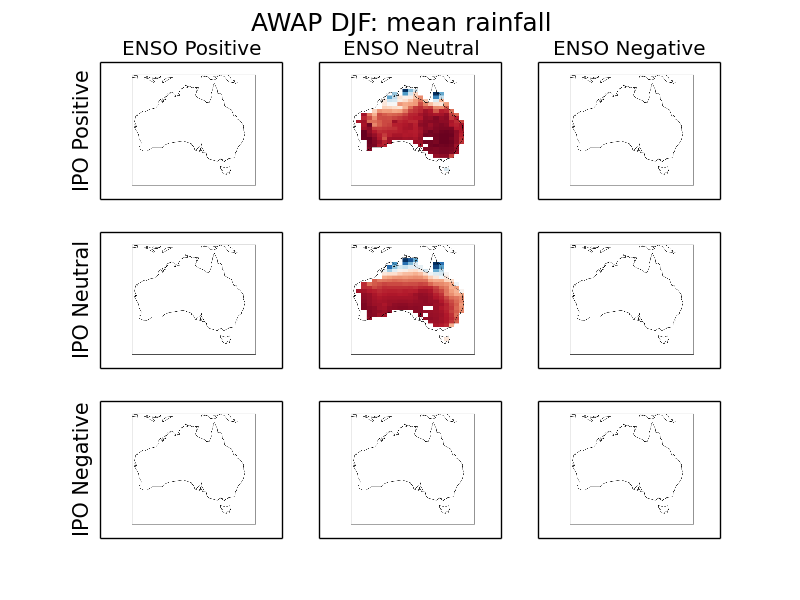 AWAP DJF: mean rainfall
ENSO Positive
ENSO Neutral
ENSO Negative
IPO Positive
IPO Neutral
IPO Negative